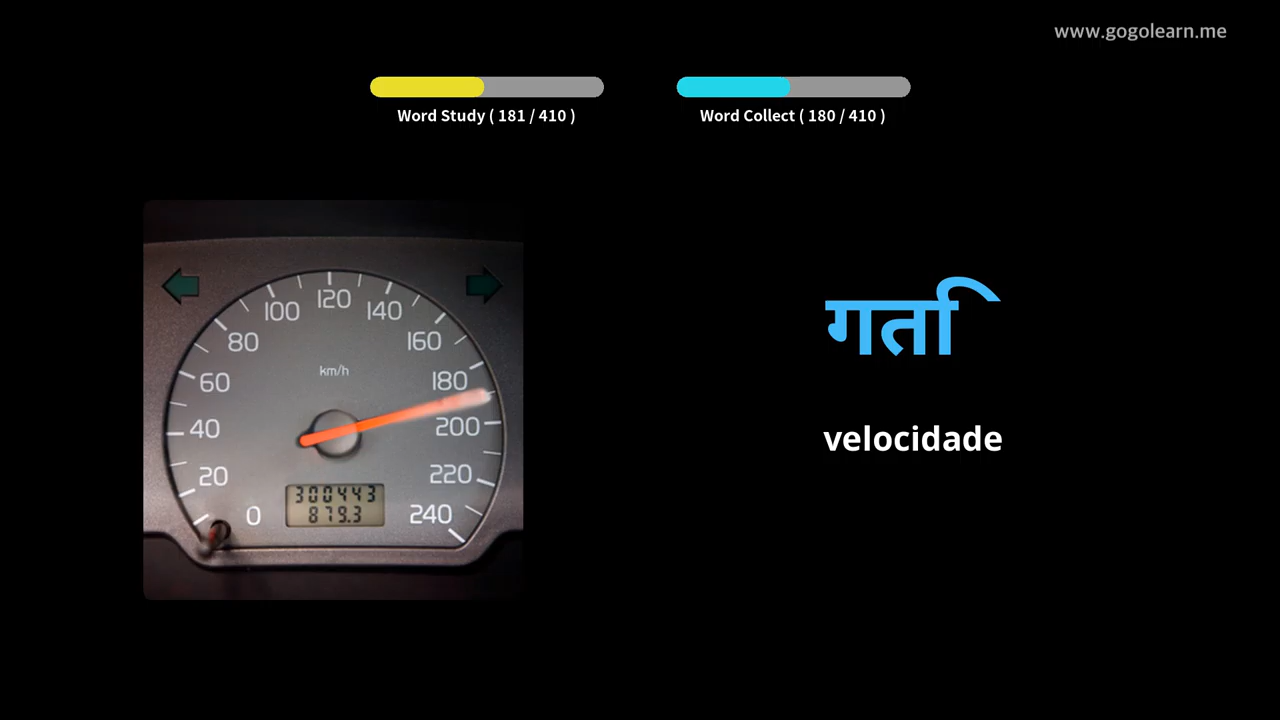 www.gogolearn.me
Word Study ( 181 / 410 )
Word Collect ( 180 / 410 )
120
100
140
80
160
km/h
60
180
40
200
20
220
300443
0
879.3
240
गति
velocidade